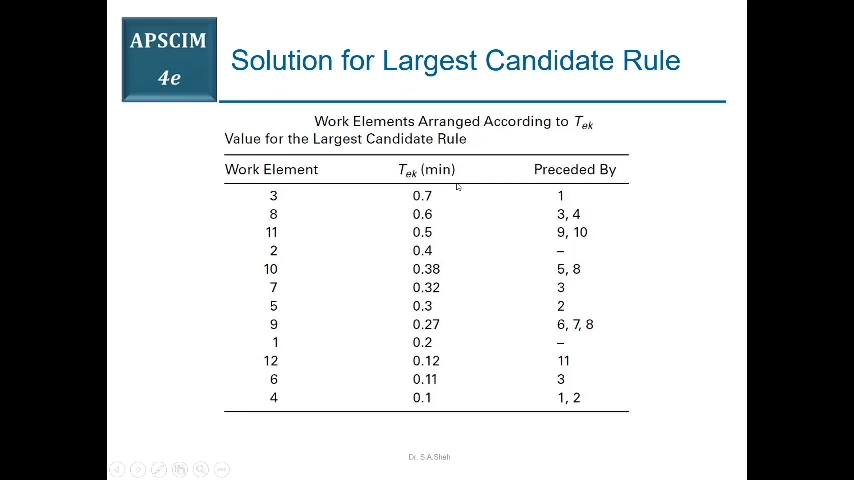 APSCIM
4e
Solution for Largest Candidate Rule
Work Elements Arranged According to Tek
Value for the Largest Candidate Rule
Work Element Tek (min) Preceded By
3 0.7 1
8 0.6 3, 4
11 0.5 9, 10
2 0.4 –
10 0.38 5, 8
7 0.32 3
5 0.3 2
9 0.27 6, 7, 8
1 0.2 –
12 0.12 11
6 0.11 3
4 0.1 1, 2
Dr. S.A.Shah